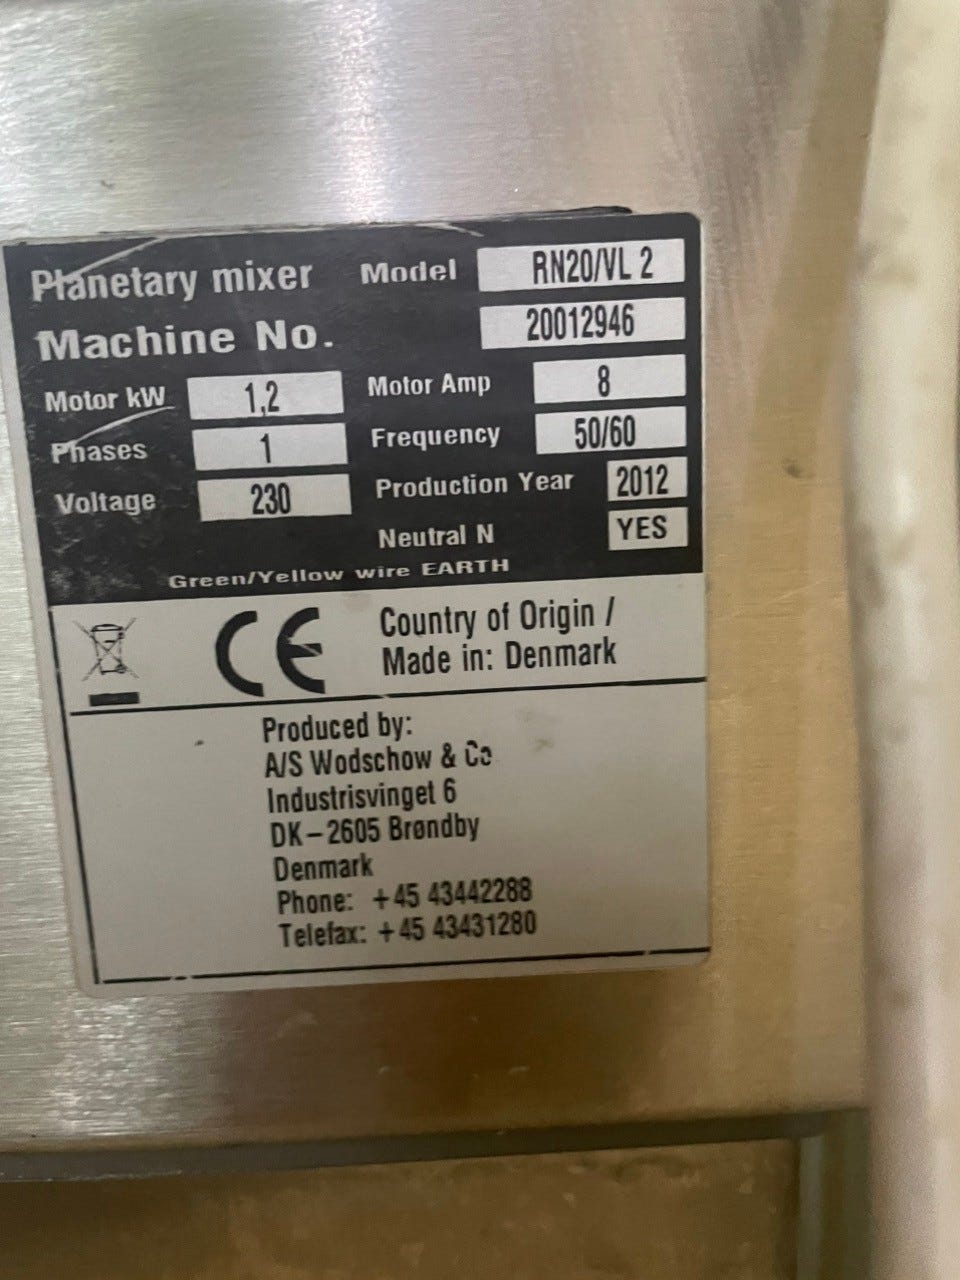 Planetary mixer Model RN20/VL 2
Machine No. 20012946
Motor kW 1,2 Motor Amp 8
Phases 1 Frequency 50/60
Voltage 230 Production Year 2012
Neutral N YES
Green/Yellow wire EARTH
CE Country of Origin /
Made in: Denmark
Produced by:
A/S Wodschow & Co
Industrisvinget 6
DK-2605 Brøndby
Denmark
Phone: +45 43442288
Telefax: +45 43431280